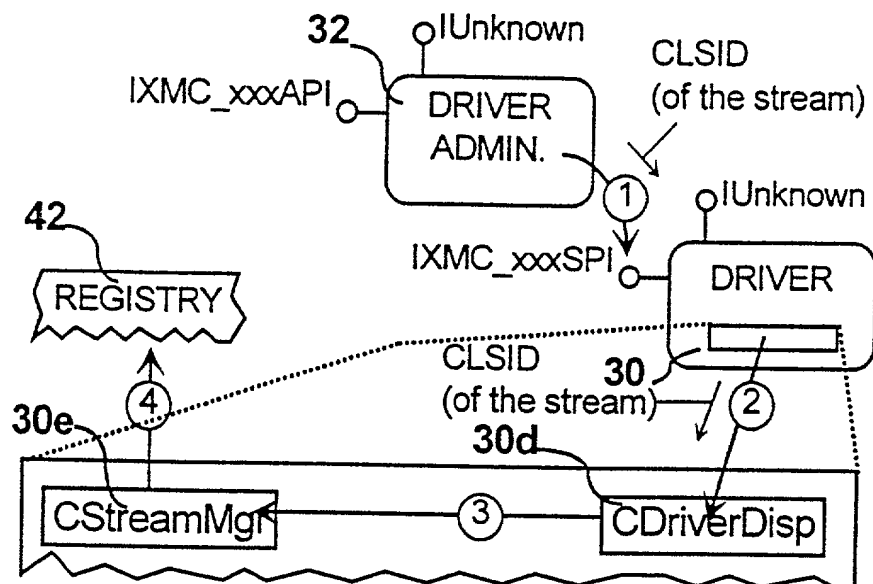 32
IUnknown
CLSID
(of the stream)
IXMC_xxxAPI
DRIVER
ADMIN.
1
IUnknown
42
IXMC_xxxSPI
REGISTRY
DRIVER
CLSID
(of the stream)
30
4
2
30e
30d
CStreamMgr
3
CDriverDisp